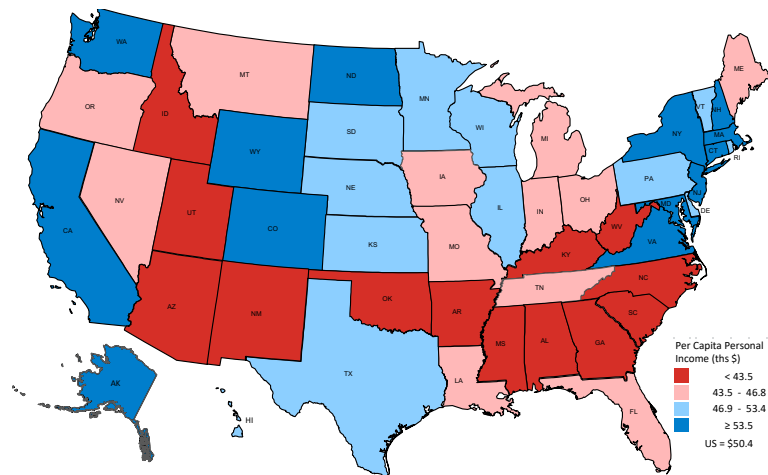 WA
MT
ND
OR
ID
MN
SD
WI
WY
NE
IA
MI
NV
UT
CO
KS
IL
IN
OH
PA
NY
VT
NH
ME
MA
CT
RI
NJ
DE
MD
CA
MO
WV
VA
KY
AZ
NM
OK
AR
TN
NC
SC
MS
AL
GA
TX
LA
FL
AK
HI
Per Capita Personal
Income (ths $)
< 43.5
43.5 - 46.8
46.9 - 53.4
≥ 53.5
US = $50.4